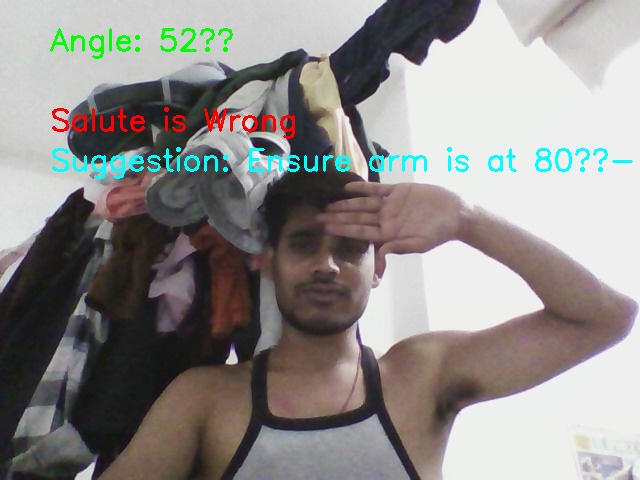 Angle: 52??
Salute is Wrong
Suggestion: Ensure arm is at 80??-